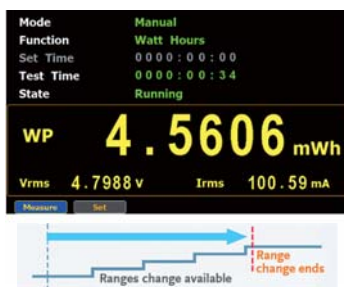 Mode Manual
Function Watt Hours
Set Time 0000:00:00
Test Time 0000:00:34
State Running
WP 4.5606 mWh
Vrms 4.7988 V Irms 100.59 mA
Measure Set
Range
Ranges change available change ends